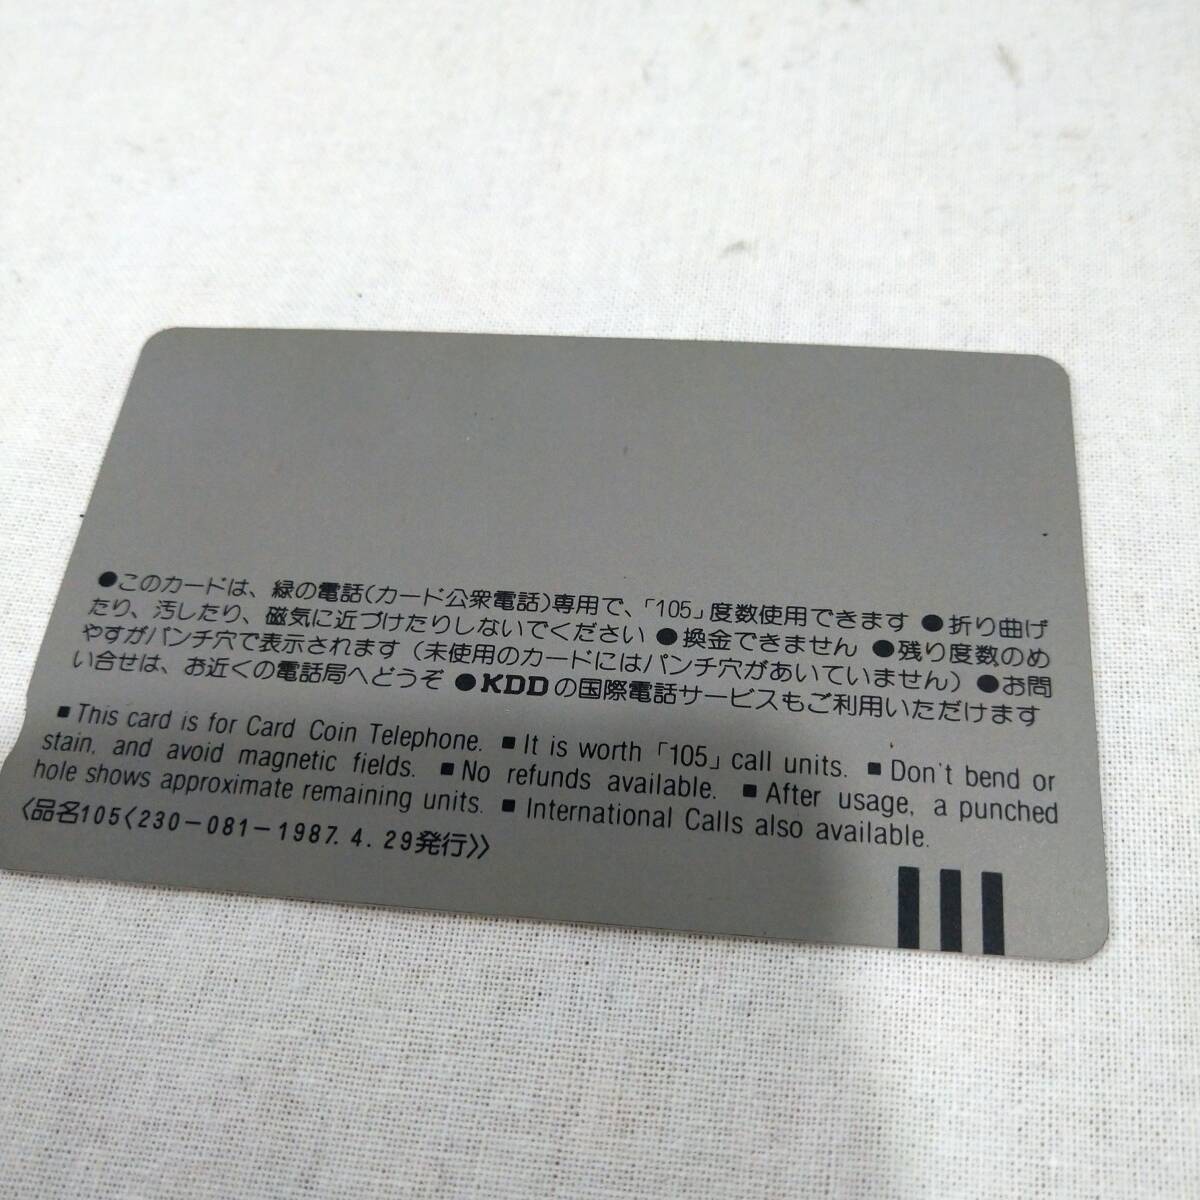 ●このカードは、緑の電話(カード公衆電話)専用で、「105」度数使用できます ●折り曲げ
たり、汚したり、磁気に近づけたりしないでください ●換金できません ●残り度数のめ
やすがパンチ穴で表示されます(未使用のカードにはパンチ穴があいていません) ●お問
い合せは、お近くの電話局へどうぞ ●KDDの国際電話サービスもご利用いただけます
■This card is for Card Coin Telephone. ■It is worth「105」call units. ■Don't bend or
stain, and avoid magnetic fields. ■No refunds available. ■After usage, a punched
hole shows approximate remaining units. ■International Calls also available.
〈品名105〈230-081-1987.4.29発行〉〉